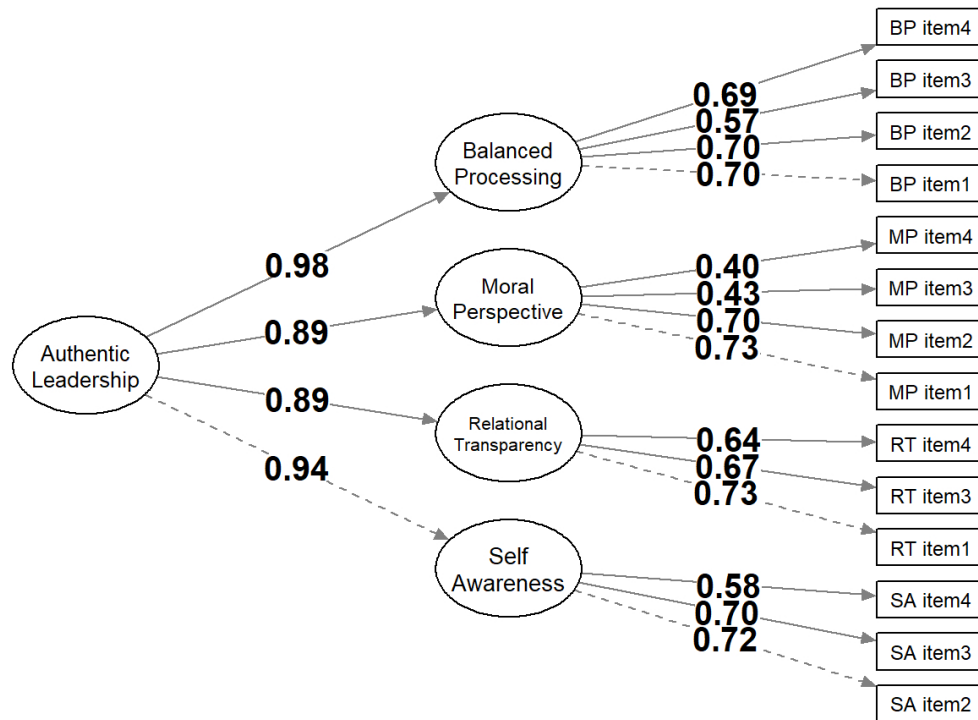 BP item4
BP item3
0.69
0.57
BP item2
Balanced
Processing
0.70
0.70
BP item1
MP item4
0.98
0.40
Moral
Perspective
0.43
MP item3
0.89
0.70
MP item2
0.73
Authentic
Leadership
MP item1
0.89
Relational
Transparency
0.64
RT item4
0.67
0.94
0.73
RT item3
RT item1
Self
Awareness
0.58
SA item4
0.70
0.72
SA item3
SA item2